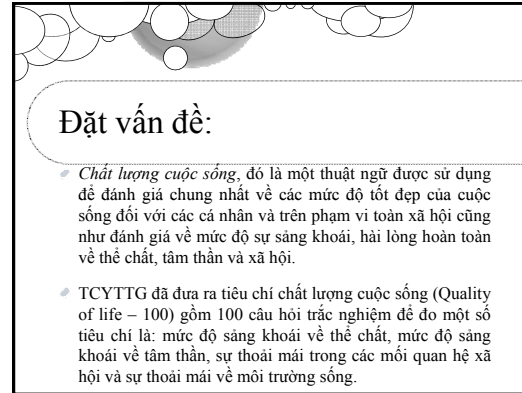 Đặt vấn đề:
Chất lượng cuộc sống, đó là một thuật ngữ được sử dụng
để đánh giá chung nhất về các mức độ tốt đẹp của cuộc
sống đối với các cá nhân và trên phạm vi toàn xã hội cũng
như đánh giá về mức độ sự sảng khoái, hài lòng hoàn toàn
về thể chất, tâm thần và xã hội.
TCYTTG đã đưa ra tiêu chí chất lượng cuộc sống (Quality
of life – 100) gồm 100 câu hỏi trắc nghiệm để đo một số
tiêu chí là: mức độ sảng khoái về thể chất, mức độ sảng
khoái về tâm thần, sự thoải mái trong các mối quan hệ xã
hội và sự thoải mái về môi trường sống.